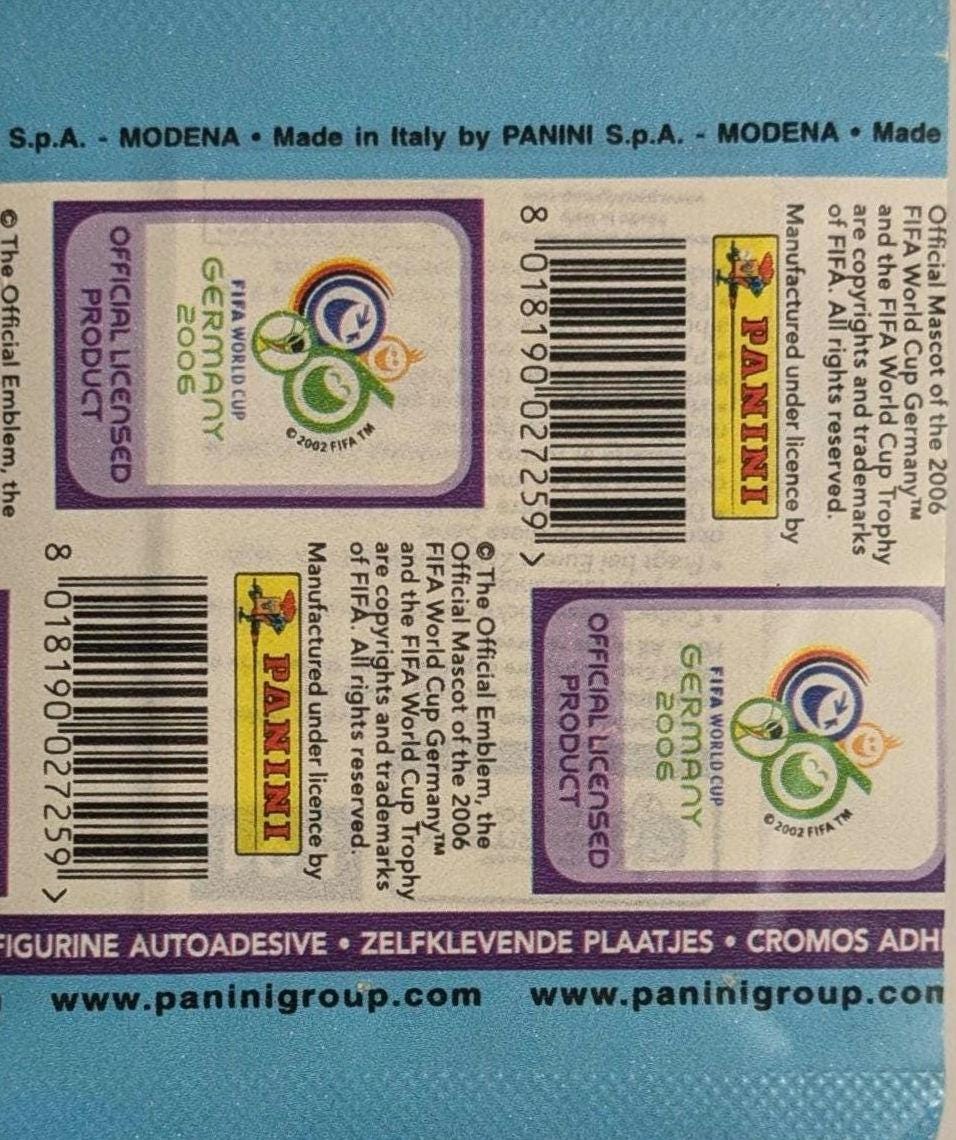 S.p.A. - MODENA • Made in Italy by PANINI S.p.A. - MODENA • Made
Official Mascot of the 2006
FIFA World Cup Germany™
and the FIFA World Cup Trophy
are copyrights and trademarks
of FIFA. All rights reserved.
Manufactured under licence by
PANINI
8 018190 027259 >
© 2002 FIFA TM
FIFA WORLD CUP
GERMANY
2006
OFFICIAL LICENSED
PRODUCT
© The Official Emblem, the
© 2002 FIFA TM
FIFA WORLD CUP
GERMANY
2006
OFFICIAL LICENSED
PRODUCT
© The Official Emblem, the
Official Mascot of the 2006
FIFA World Cup Germany™
and the FIFA World Cup Trophy
are copyrights and trademarks
of FIFA. All rights reserved.
Manufactured under licence by
PANINI
8 018190 027259 >
FIGURINE AUTOADESIVE • ZELFKLEVENDE PLAATJES • CROMOS ADH
www.paninigroup.com www.paninigroup.com